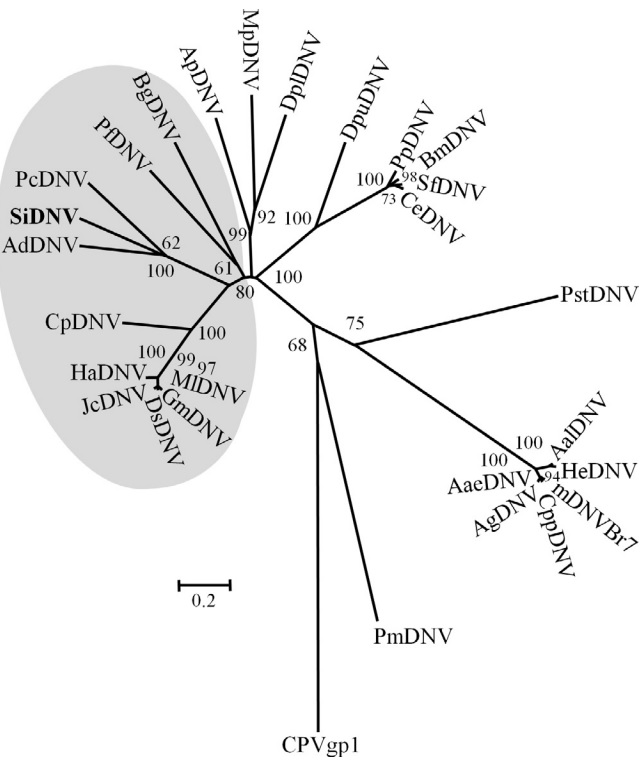 MpDNV
ApDNV
DplDNV
BgDNV
DpuDNV
PfDNV
PpDNV
BmDNV
PcDNV
100
98
SfDNV
SiDNV
92
100
73
CeDNV
AdDNV
62
99
100
61
80
100
PstDNV
CpDNV
100
75
68
100
99
97
HaDNV
MlDNV
JcDNV
DsDNV
GmDNV
AalDNV
100
100
94
HeDNV
AaeDNV
mDNVBr7
AgDNV
CppDNV
0.2
PmDNV
CPVgp1